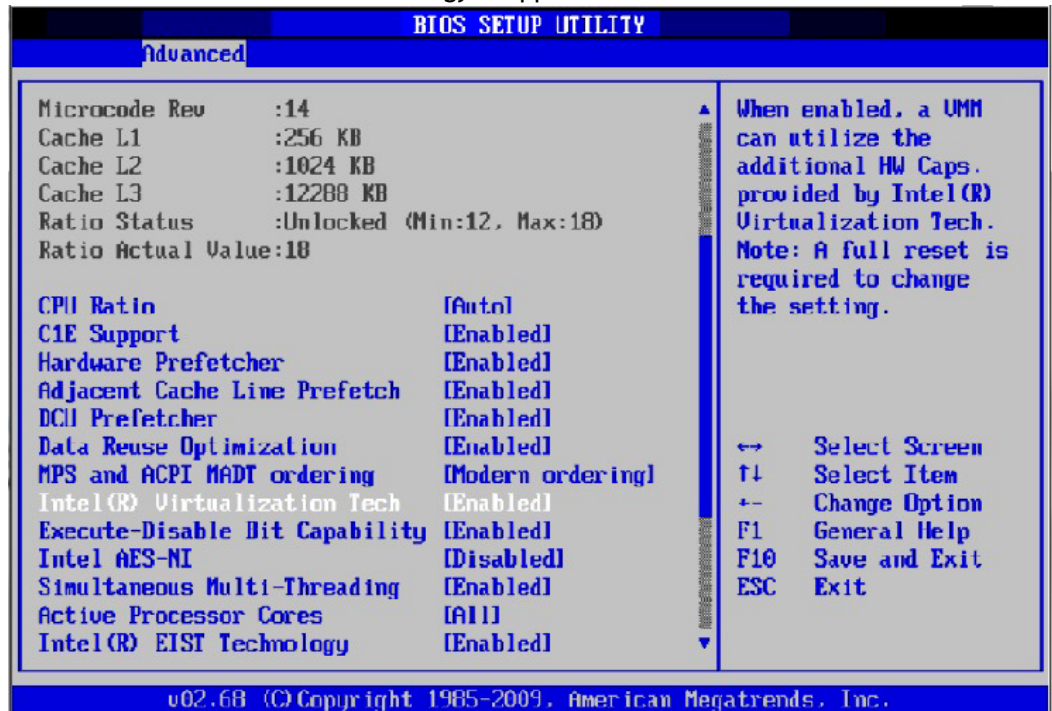 BIOS SETUP UTILITY
Advanced
Microcode Rev :14
Cache L1 :256 KB
Cache L2 :1024 KB
Cache L3 :12288 KB
Ratio Status :Unlocked (Min:12, Max:18)
Ratio Actual Value:18
CPU Ratio [Auto]
C1E Support [Enabled]
Hardware Prefetcher [Enabled]
Adjacent Cache Line Prefetch [Enabled]
DCU Prefetcher [Enabled]
Data Reuse Optimization [Enabled]
MPS and ACPI MADT ordering [Modern ordering]
Intel(R) Virtualization Tech [Enabled]
Execute-Disable Bit Capability [Enabled]
Intel AES-NI [Disabled]
Simultaneous Multi-Threading [Enabled]
Active Processor Cores [All]
Intel(R) EIST Technology [Enabled]
When enabled, a VMM
can utilize the
additional HW Caps.
provided by Intel(R)
Virtualization Tech.
Note: A full reset is
required to change
the setting.
↔ Select Screen
↑↓ Select Item
+- Change Option
F1 General Help
F10 Save and Exit
ESC Exit
v02.68 (C)Copyright 1985-2009, American Megatrends, Inc.